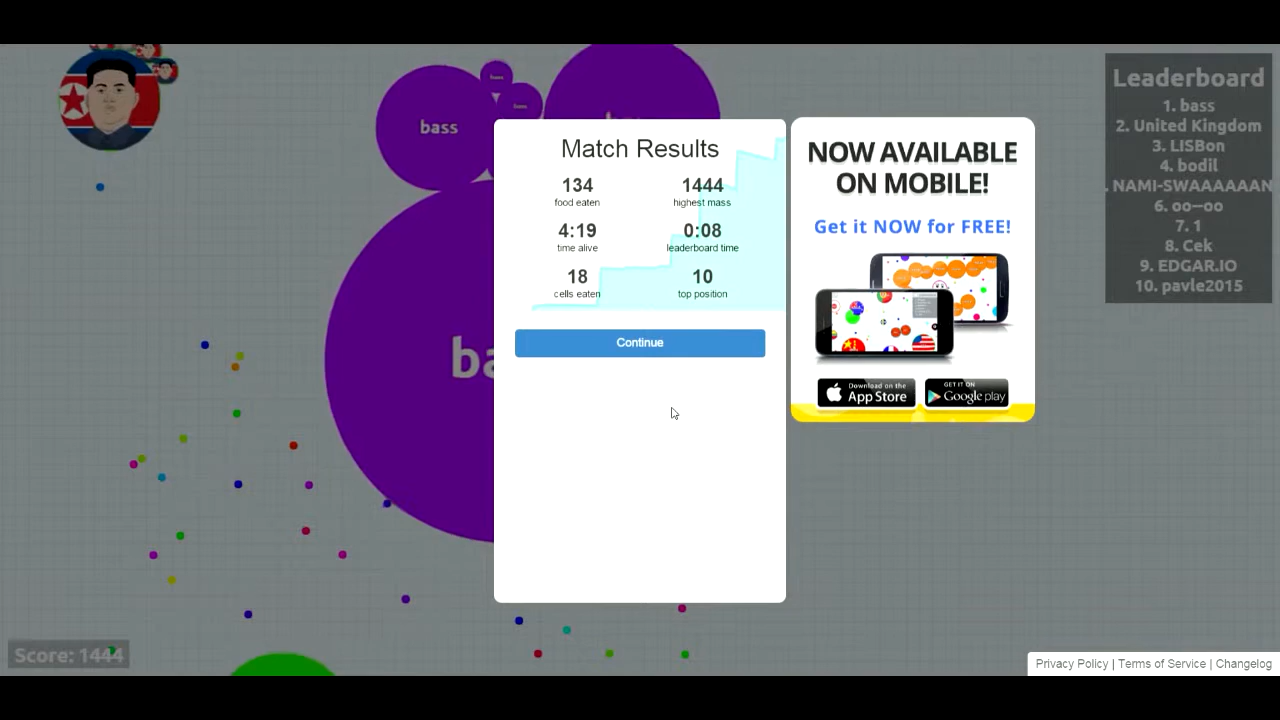 bass
bass
bass
Match Results
134
food eaten
1444
highest mass
4:19
time alive
0:08
leaderboard time
18
cells eaten
10
top position
Continue
NOW AVAILABLE
ON MOBILE!
Get it NOW for FREE!
Download on the
App Store
GET IT ON
Google play
Leaderboard
1. bass
2. United Kingdom
3. LISBon
4. bodil
. NAMI-SWAAAAAAN
6. oo—oo
7. 1
8. Cek
9. EDGAR.IO
10. pavle2015
ba
Score: 1444
Privacy Policy | Terms of Service | Changelog